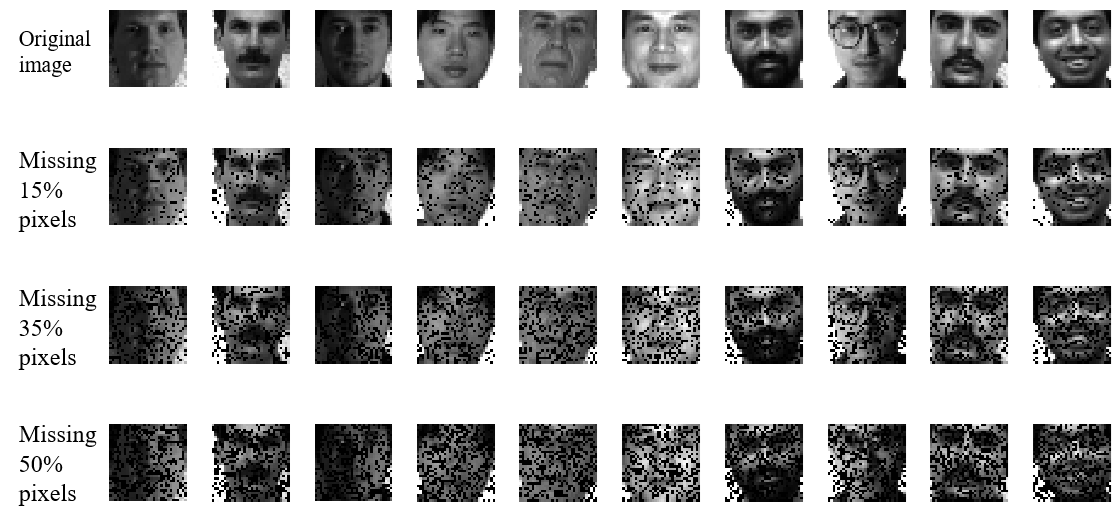 Original
image
Missing
15%
pixels
Missing
35%
pixels
Missing
50%
pixels